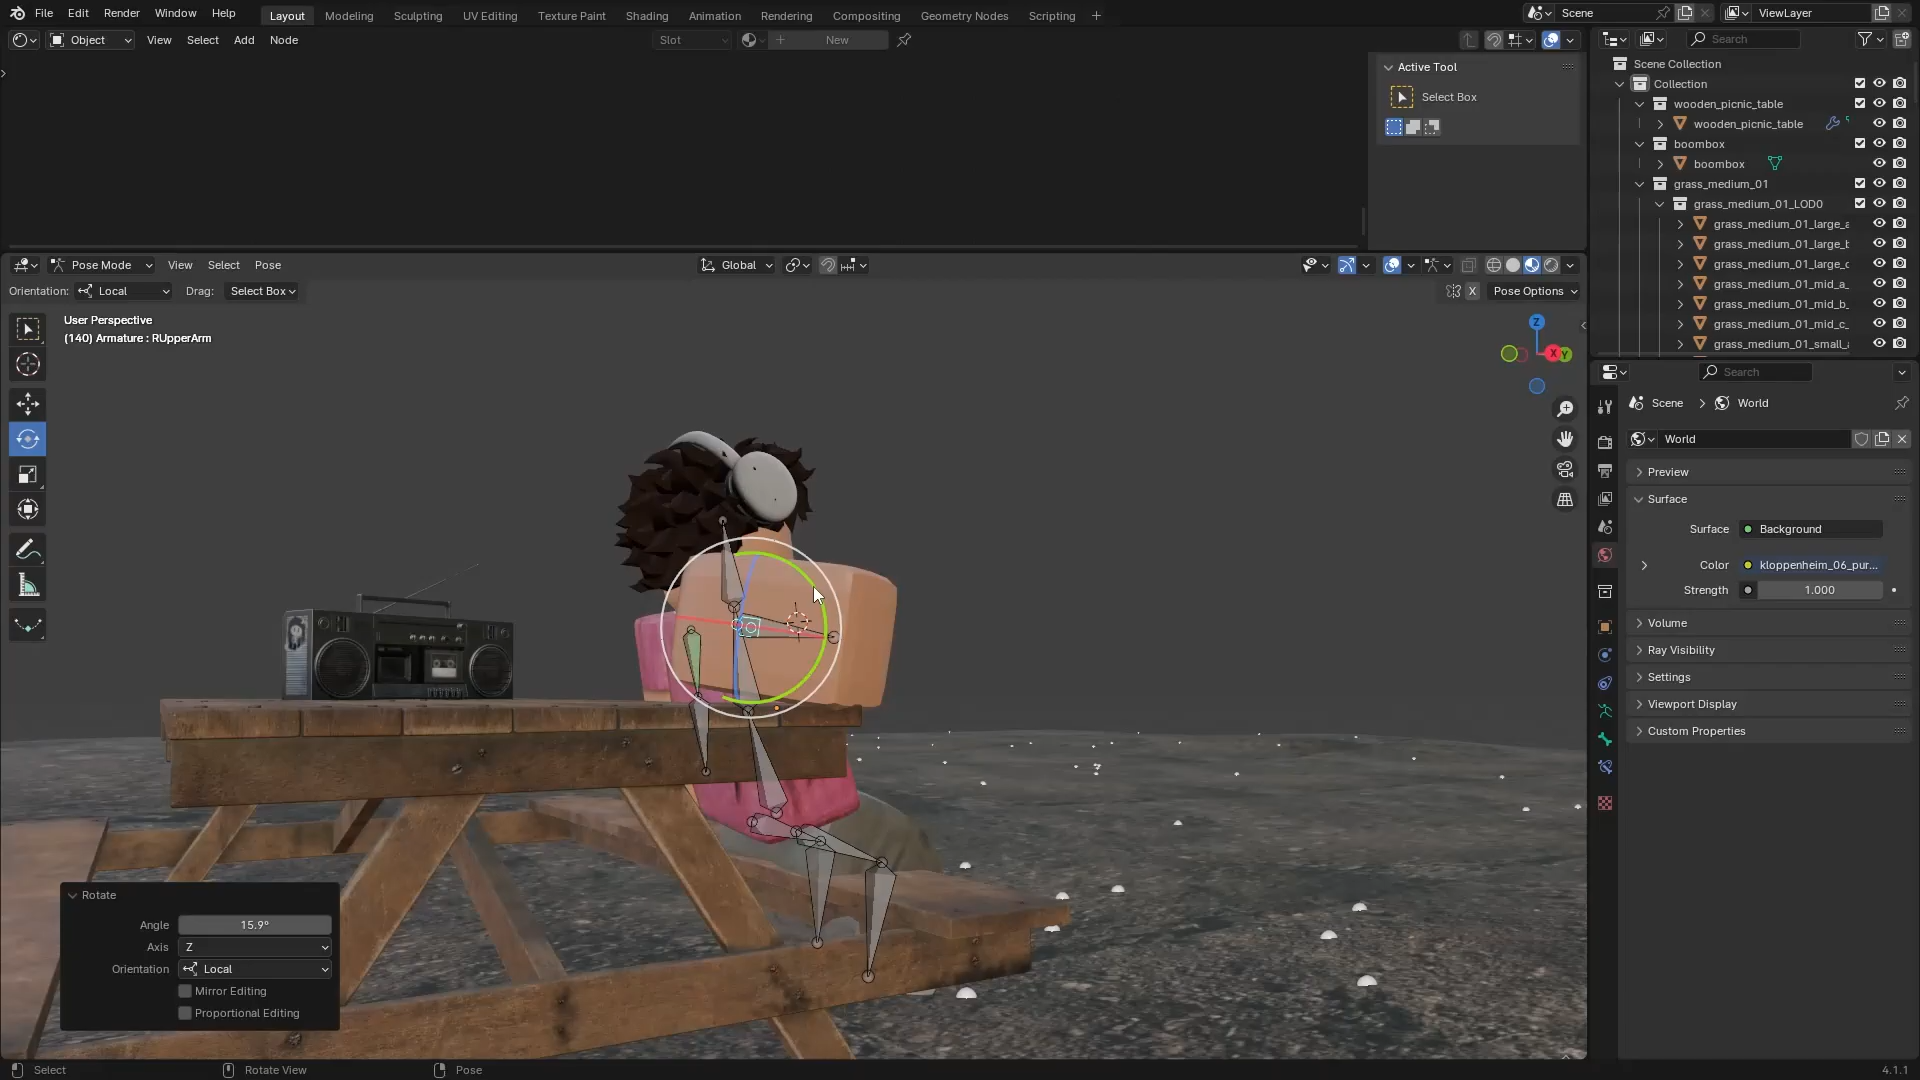 File Edit Render Window Help Layout Modeling Sculpting UV Editing Texture Paint Shading Animation Rendering Compositing Geometry Nodes Scripting + Scene ViewLayer
Object View Select Add Node Slot New Search
Active Tool
Select Box
Scene Collection
Collection
wooden_picnic_table
wooden_picnic_table
boombox
boombox
grass_medium_01
grass_medium_01_LOD0
grass_medium_01_large_a
grass_medium_01_large_b
grass_medium_01_large_c
grass_medium_01_mid_a_
grass_medium_01_mid_b_
grass_medium_01_mid_c_
grass_medium_01_small_a
Pose Mode View Select Pose Global
Orientation: Local Drag: Select Box X Pose Options
User Perspective
(140) Armature : RUpperArm
Z
X Y
Search
Scene > World
World
Preview
Surface
Surface Background
Color kloppenheim_06_pur...
Strength 1.000
Volume
Ray Visibility
Settings
Viewport Display
Custom Properties
Rotate
Angle 15.9°
Axis Z
Orientation Local
Mirror Editing
Proportional Editing
Select Rotate View Pose 4.1.1